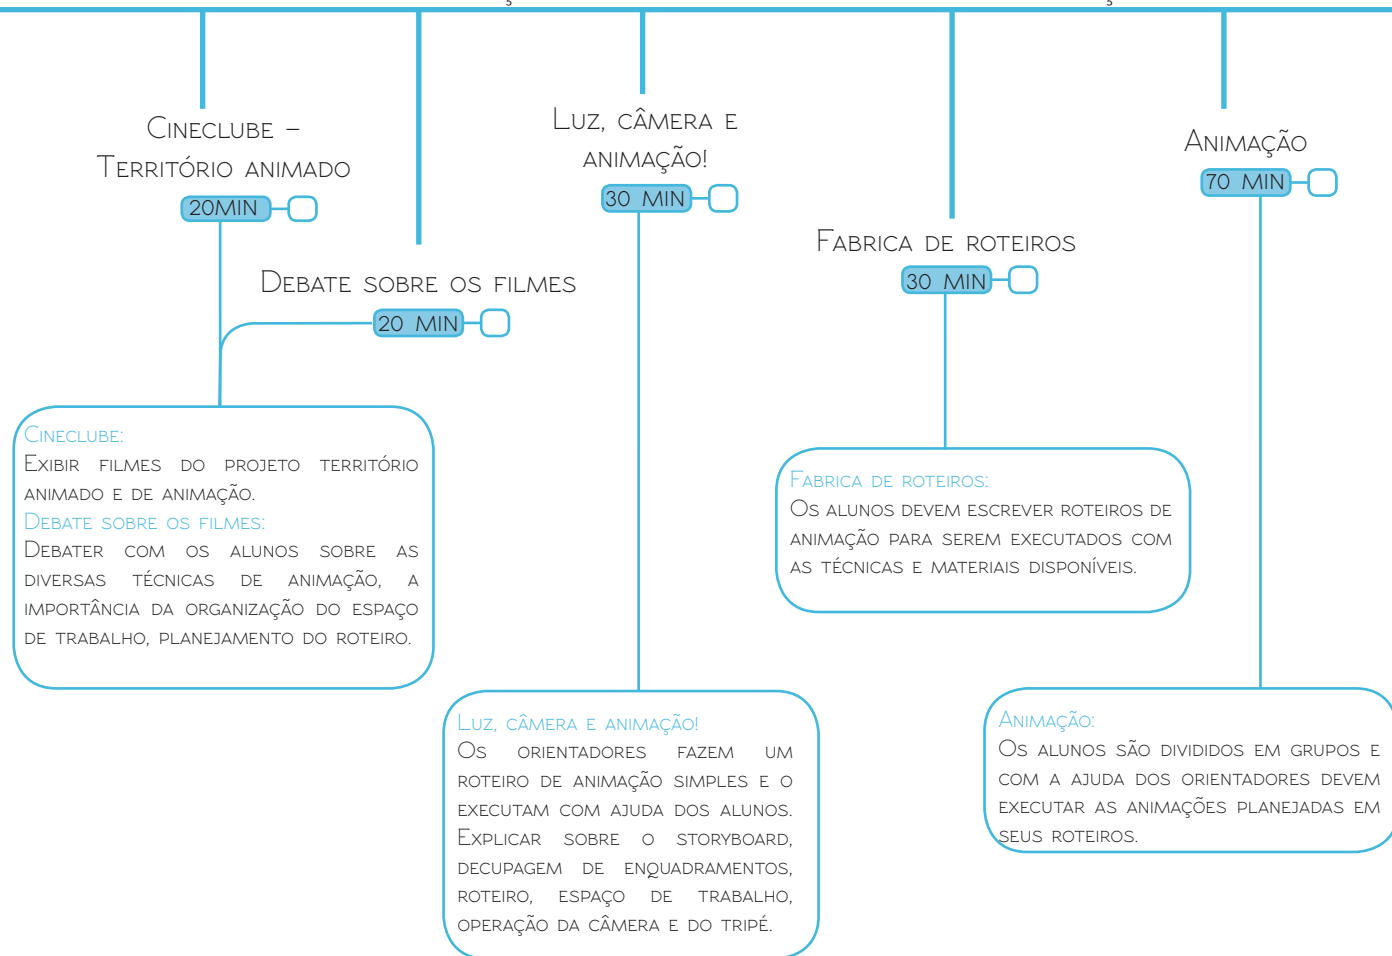 Cineclube –
Território animado
20MIN
Debate sobre os filmes
20 MIN
Luz, câmera e
animação!
30 MIN
Fabrica de roteiros
30 MIN
Animação
70 MIN
Cineclube:
Exibir filmes do projeto território
animado e de animação.
Debate sobre os filmes:
Debater com os alunos sobre as
diversas técnicas de animação, a
importância da organização do espaço
de trabalho, planejamento do roteiro.
Luz, câmera e animação!
Os orientadores fazem um
roteiro de animação simples e o
executam com ajuda dos alunos.
Explicar sobre o storyboard,
decupagem de enquadramentos,
roteiro, espaço de trabalho,
operação da câmera e do tripé.
Fabrica de roteiros:
Os alunos devem escrever roteiros de
animação para serem executados com
as técnicas e materiais disponíveis.
Animação:
Os alunos são divididos em grupos e
com a ajuda dos orientadores devem
executar as animações planejadas em
seus roteiros.